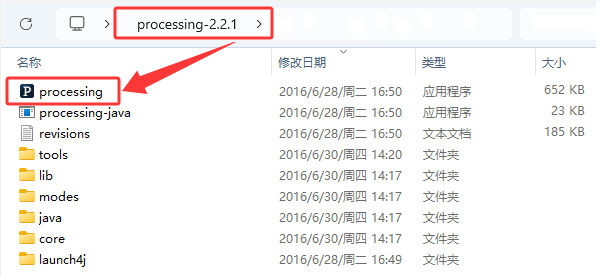 processing-2.2.1
名称 修改日期 类型 大小
processing 2016/6/28/周二 16:50 应用程序 652 KB
processing-java 2016/6/28/周二 16:50 应用程序 23 KB
revisions 2016/6/28/周二 16:50 文本文档 185 KB
tools 2016/6/30/周四 14:20 文件夹
lib 2016/6/30/周四 14:17 文件夹
modes 2016/6/30/周四 14:17 文件夹
java 2016/6/30/周四 14:17 文件夹
core 2016/6/30/周四 14:17 文件夹
launch4j 2016/6/28/周二 16:49 文件夹